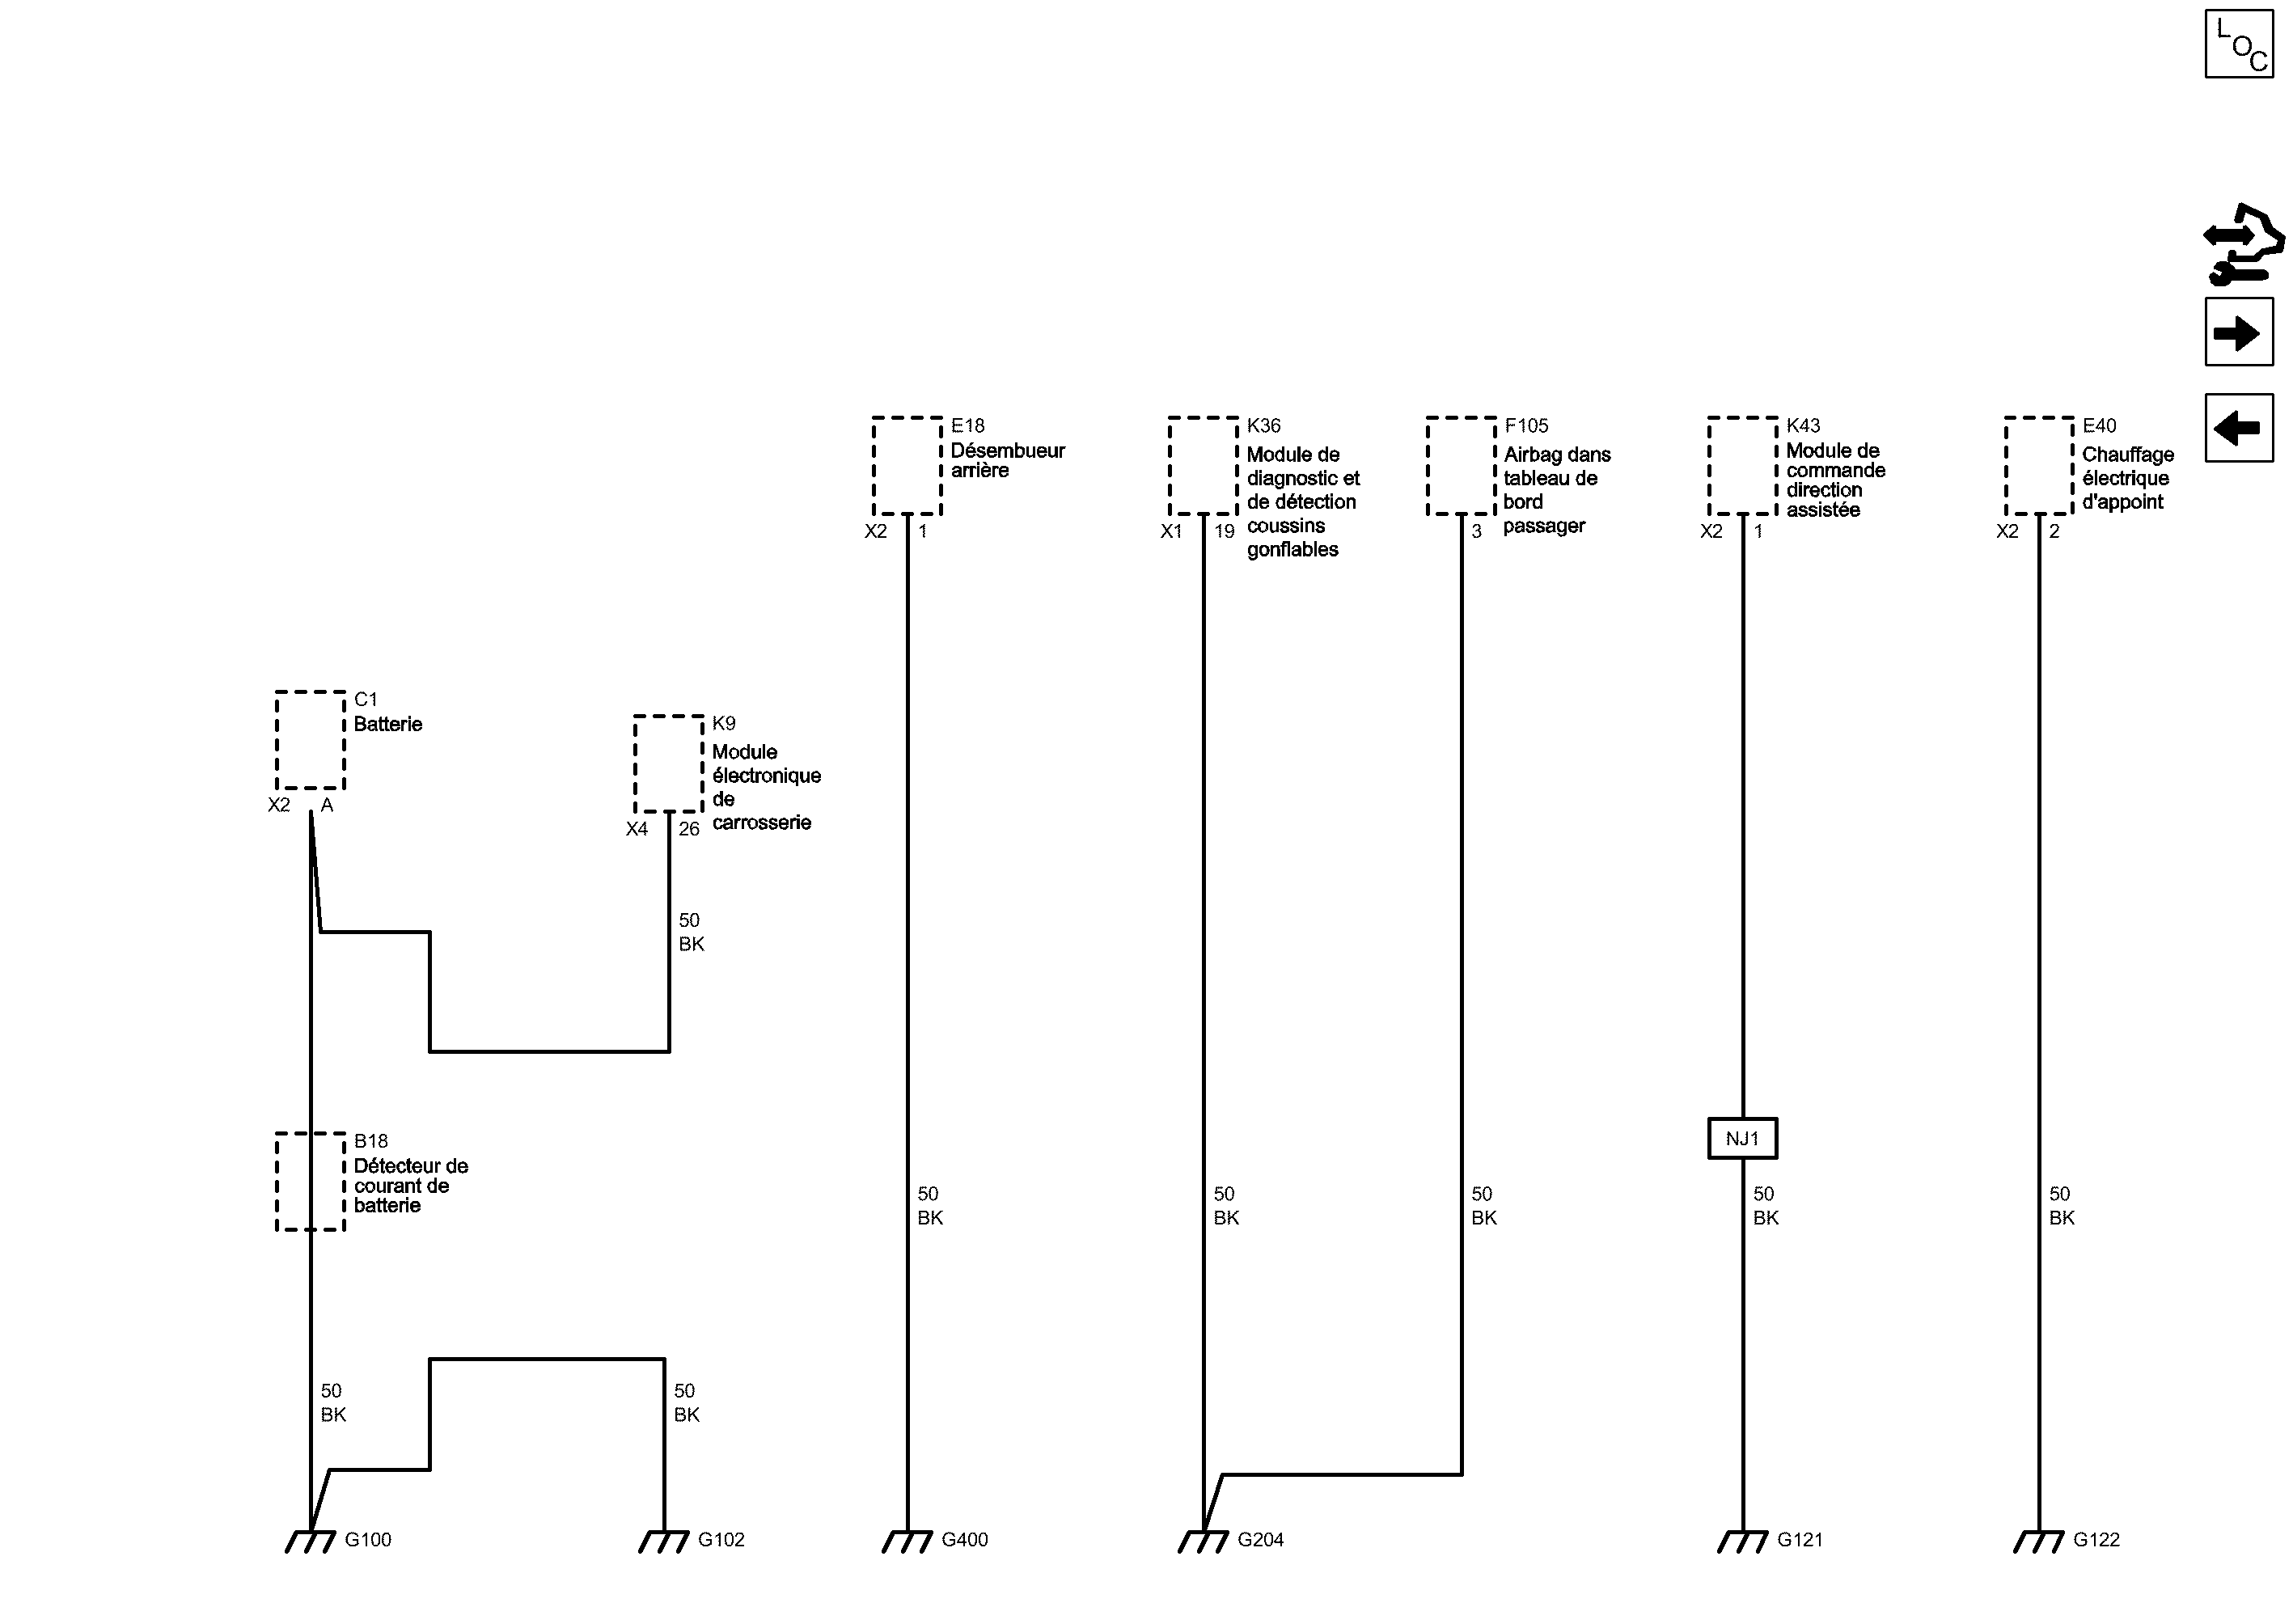 LOC
E18
Désembueur
arrière
X2 1
K36
Module de
diagnostic et
de détection
coussins
gonflables
X1 19
F105
Airbag dans
tableau de
bord
passager
3
K43
Module de
commande
direction
assistée
X2 1
E40
Chauffage
électrique
d'appoint
X2 2
C1
Batterie
X2 A
K9
Module
électronique
de
carrosserie
X4 26
50
BK
B18
Détecteur de
courant de
batterie
NJ1
50
BK
50
BK
50
BK
50
BK
50
BK
50
BK
50
BK
G100
G102
G400
G204
G121
G122